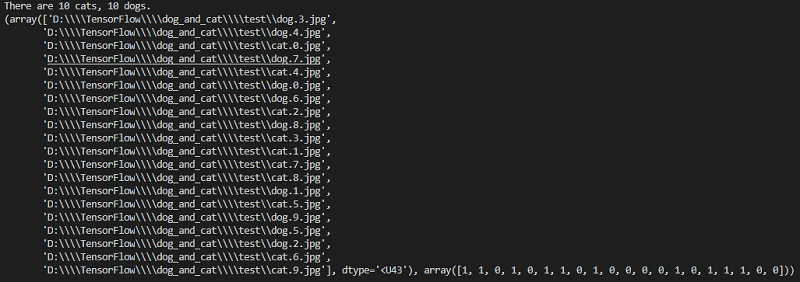 There are 10 cats, 10 dogs.
(array(['D:\\\\TensorFlow\\\\dog_and_cat\\\\test\\dog.3.jpg',
'D:\\\\TensorFlow\\\\dog_and_cat\\\\test\\dog.4.jpg',
'D:\\\\TensorFlow\\\\dog_and_cat\\\\test\\cat.0.jpg',
'D:\\\\TensorFlow\\\\dog_and_cat\\\\test\\dog.7.jpg',
'D:\\\\TensorFlow\\\\dog_and_cat\\\\test\\cat.4.jpg',
'D:\\\\TensorFlow\\\\dog_and_cat\\\\test\\dog.0.jpg',
'D:\\\\TensorFlow\\\\dog_and_cat\\\\test\\dog.6.jpg',
'D:\\\\TensorFlow\\\\dog_and_cat\\\\test\\cat.2.jpg',
'D:\\\\TensorFlow\\\\dog_and_cat\\\\test\\dog.8.jpg',
'D:\\\\TensorFlow\\\\dog_and_cat\\\\test\\cat.3.jpg',
'D:\\\\TensorFlow\\\\dog_and_cat\\\\test\\cat.1.jpg',
'D:\\\\TensorFlow\\\\dog_and_cat\\\\test\\cat.7.jpg',
'D:\\\\TensorFlow\\\\dog_and_cat\\\\test\\cat.8.jpg',
'D:\\\\TensorFlow\\\\dog_and_cat\\\\test\\dog.1.jpg',
'D:\\\\TensorFlow\\\\dog_and_cat\\\\test\\cat.5.jpg',
'D:\\\\TensorFlow\\\\dog_and_cat\\\\test\\dog.9.jpg',
'D:\\\\TensorFlow\\\\dog_and_cat\\\\test\\dog.5.jpg',
'D:\\\\TensorFlow\\\\dog_and_cat\\\\test\\dog.2.jpg',
'D:\\\\TensorFlow\\\\dog_and_cat\\\\test\\cat.6.jpg',
'D:\\\\TensorFlow\\\\dog_and_cat\\\\test\\cat.9.jpg'], dtype='<U43'), array([1, 1, 0, 1, 0, 1, 1, 0, 1, 0, 0, 0, 0, 1, 0, 1, 1, 1, 0, 0]))